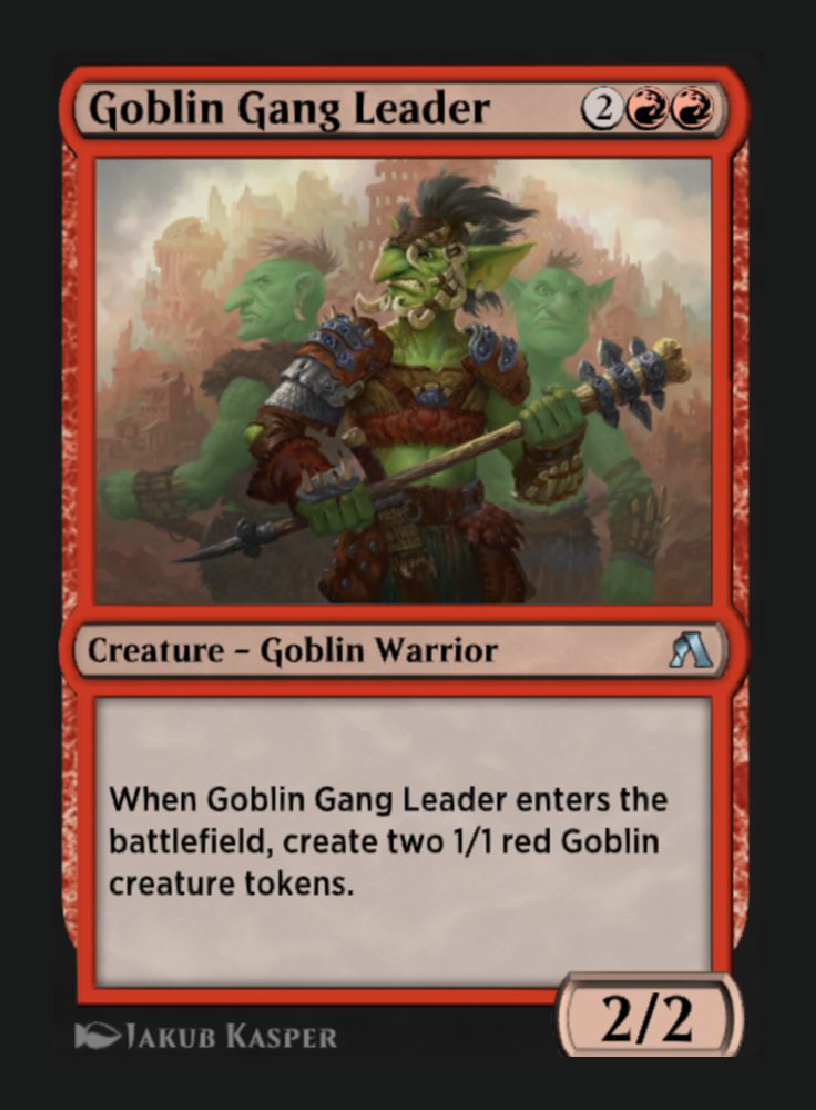 Goblin Gang Leader 2
Creature – Goblin Warrior
When Goblin Gang Leader enters the
battlefield, create two 1/1 red Goblin
creature tokens.
2/2
Jakub Kasper